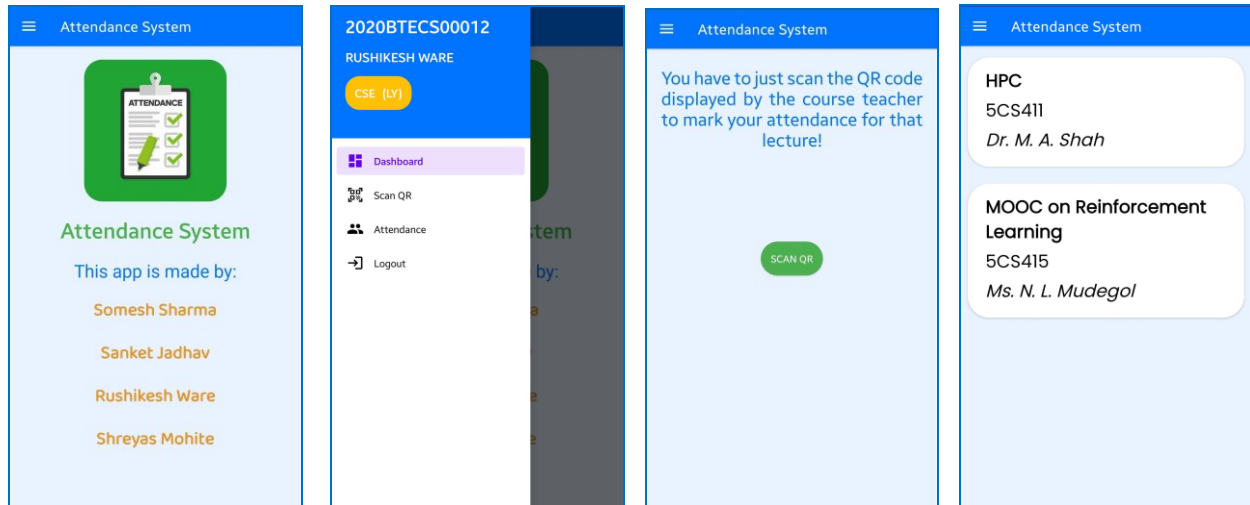 Attendance System
ATTENDANCE
Attendance System
This app is made by:
Somesh Sharma
Sanket Jadhav
Rushikesh Ware
Shreyas Mohite
2020BTECS00012
RUSHIKESH WARE
CSE (LY)
Dashboard
Scan QR
Attendance
Logout
tem
by:
a
e
e
Attendance System
You have to just scan the QR code
displayed by the course teacher
to mark your attendance for that
lecture!
SCAN QR
Attendance System
HPC
5CS411
Dr. M. A. Shah
MOOC on Reinforcement
Learning
5CS415
Ms. N. L. Mudegol